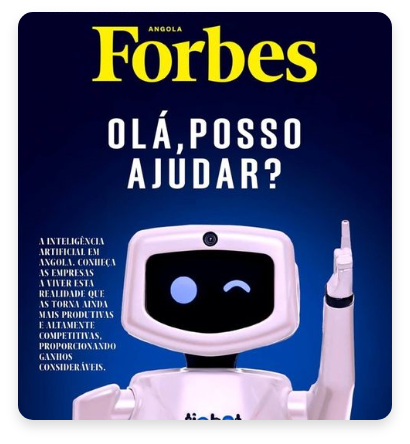 ANGOLA
Forbes
OLÁ,POSSO
AJUDAR?
A INTELIGÊNCIA
ARTIFICIAL EM
ANGOLA. CONHEÇA
AS EMPRESAS
A VIVER ESTA
REALIDADE QUE
AS TORNA AINDA
MAIS PRODUTIVAS
E ALTAMENTE
COMPETITIVAS,
PROPORCIONANDO
GANHOS
CONSIDERÁVEIS.